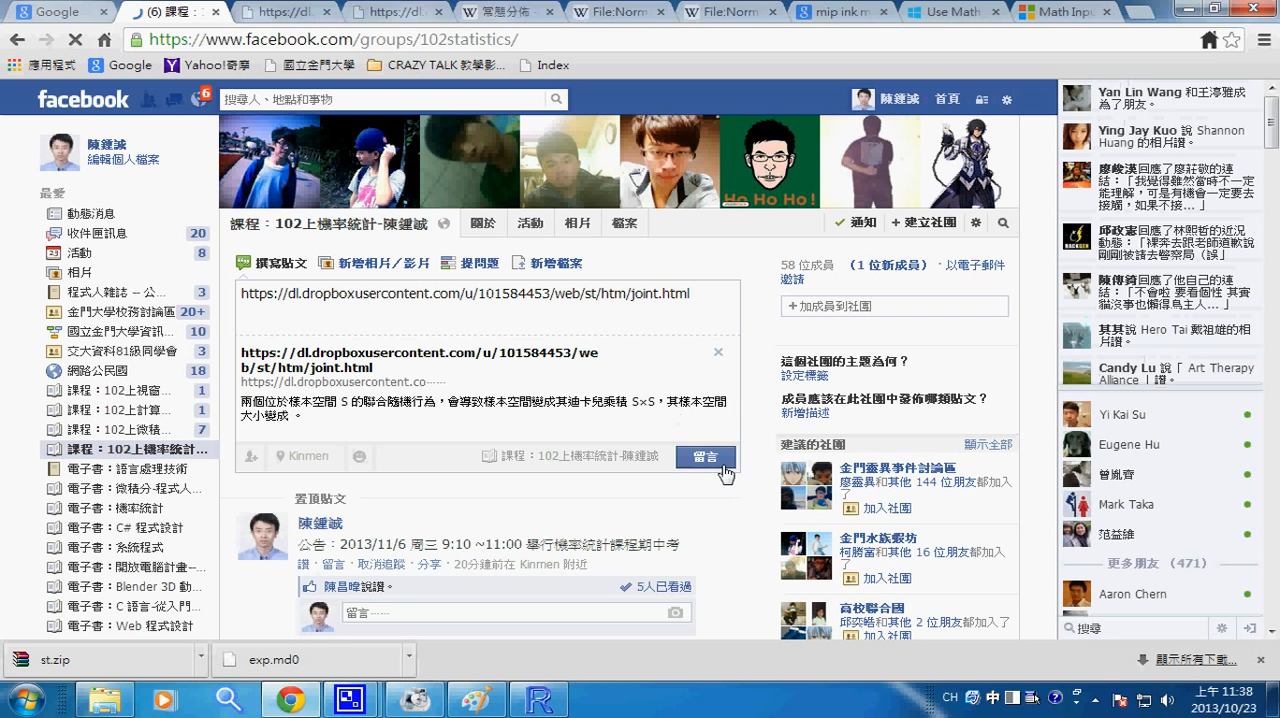 Google
(6) 課程：
https://dl.
https://dl.
常態分佈 -
File:Norm
File:Norm
mip ink m
Use Math
Math Inpu
https://www.facebook.com/groups/102statistics/
應用程式
Google
Yahoo!奇摩
國立金門大學
CRAZY TALK 教學影...
Index
facebook
6
搜尋人、地點和事物
陳鍾誠
首頁
陳鍾誠
編輯個人檔案
最愛
動態消息
收件匣訊息 20
活動 8
相片
程式人雜誌 -- 公... 3
金門大學校務討論區 20+
國立金門大學資訊... 10
交大資科81級同學會 3
網路公民國 18
課程：102上視窗... 1
課程：102上計算... 1
課程：102上微積... 7
課程：102上機率統計...
電子書：語言處理技術
電子書：微積分-程式人...
電子書：機率統計
電子書：C# 程式設計
電子書：系統程式
電子書：開放電腦計畫--...
電子書：Blender 3D 動...
電子書：C 語言-從入門...
電子書：Web 程式設計
Ho Ho Ho!
課程：102上機率統計-陳鍾誠
關於
活動
相片
檔案
通知
+ 建立社團
撰寫貼文
新增相片／影片
提問題
新增檔案
https://dl.dropboxusercontent.com/u/101584453/web/st/htm/joint.html
https://dl.dropboxusercontent.com/u/101584453/we
b/st/htm/joint.html
https://dl.dropboxusercontent.co......
兩個位於樣本空間 S 的聯合隨機行為，會導致樣本空間變成其迪卡兒乘積 S×S，其樣本空間
大小變成。
Kinmen
課程：102上機率統計-陳鍾誠
留言
置頂貼文
陳鍾誠
公告：2013/11/6 周三 9:10 ~11:00 舉行機率統計課程期中考
讚 · 留言 · 取消追蹤 · 分享 · 20分鐘前在 Kinmen 附近
陳昌暐說讚。
5人已看過
留言......
58 位成員 （1 位新成員）· 以電子郵件
邀請
+加成員到社團
這個社團的主題為何？
設定標籤
成員應該在此社團中發佈哪類貼文？
新增描述
建議的社團
顯示全部
金門靈異事件討論區
廖靈異和其他 144 位朋友都加入
了
加入社團
金門水族蝦坊
柯勝富和其他 16 位朋友都加入
了
加入社團
高校聯合國
邱奕皓和其他 2 位朋友都加入了
加入社團
Yan Lin Wang 和王渟雅成
為了朋友。
Ying Jay Kuo 說 Shannon
Huang 的相片讚。
廖峻漢回應了廖菘欲的連
結：「我覺得雖然會時不一定
能理解，可是有機會一定要去
接觸，如果不接...」
邱政憲回應了林熙哲的近況
動態：「裸奔去跟老師道歉說
剛剛被請去警察局（誤」
陳傳錡回應了他自己的連
結：「不會啦 要看個性 其實
貓沒事也懶得鳥主人...」
其其說 Hero Tai 戴祖雄的相
片讚。
Candy Lu 說「 Art Therapy
Alliance 」讚。
Yi Kai Su
Eugene Hu
曾胤齊
Mark Taka
范益維
更多朋友 （471）
Aaron Chern
搜尋
st.zip
exp.md0
顯示所有下載...
CH
中
上午 11:38
2013/10/23